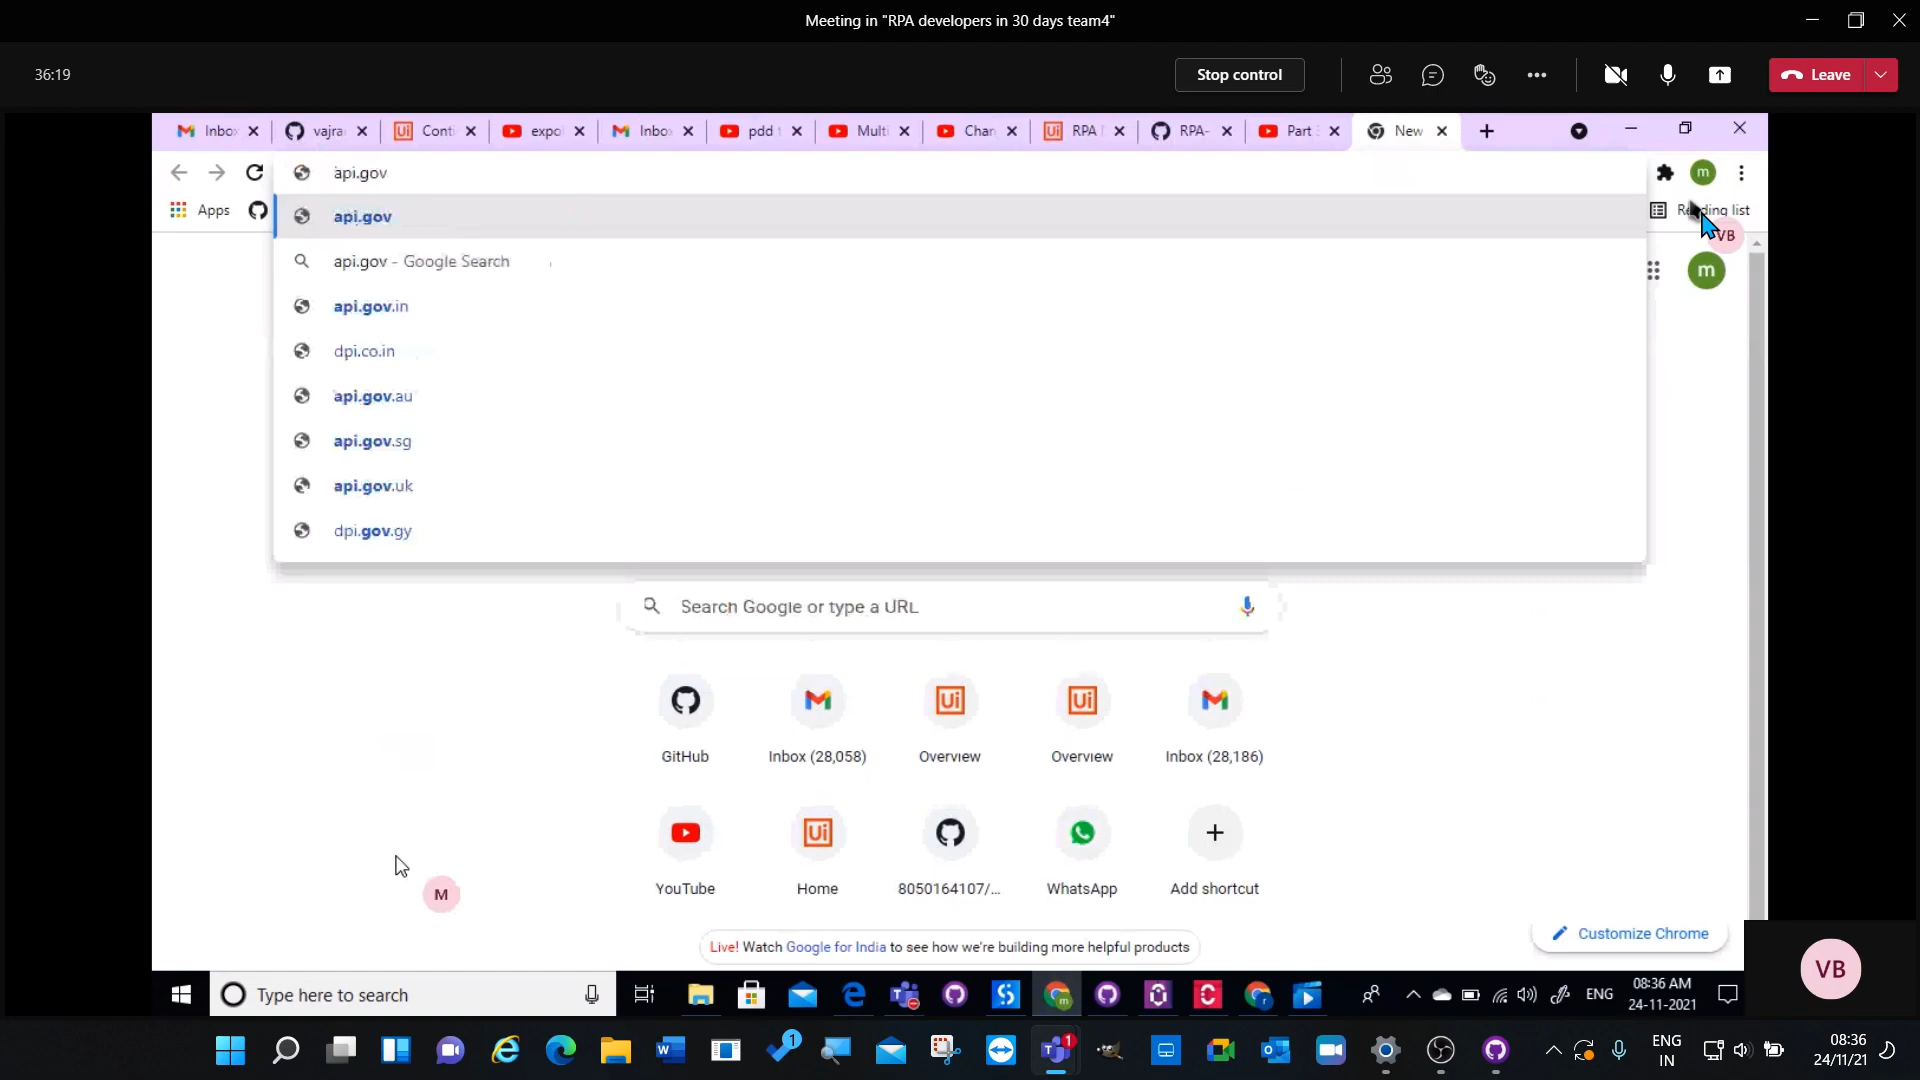 Meeting in "RPA developers in 30 days team4"
36:19
Stop control
Leave
Inbo
vajra
Cont
expo
Inbo
pdd
Multi
Chan
RPA
RPA-
Part
New
api.gov
Apps
Reading list
VB
m
api.gov
api.gov - Google Search
api.gov.in
dpi.co.in
api.gov.au
api.gov.sg
api.gov.uk
dpi.gov.gy
m
Search Google or type a URL
GitHub
Inbox (28,058)
Overview
Overview
Inbox (28,186)
YouTube
Home
8050164107/...
WhatsApp
Add shortcut
M
Live! Watch Google for India to see how we're building more helpful products
Customize Chrome
VB
Type here to search
ENG
08:36 AM
24-11-2021
1
1
ENG
IN
08:36
24/11/21